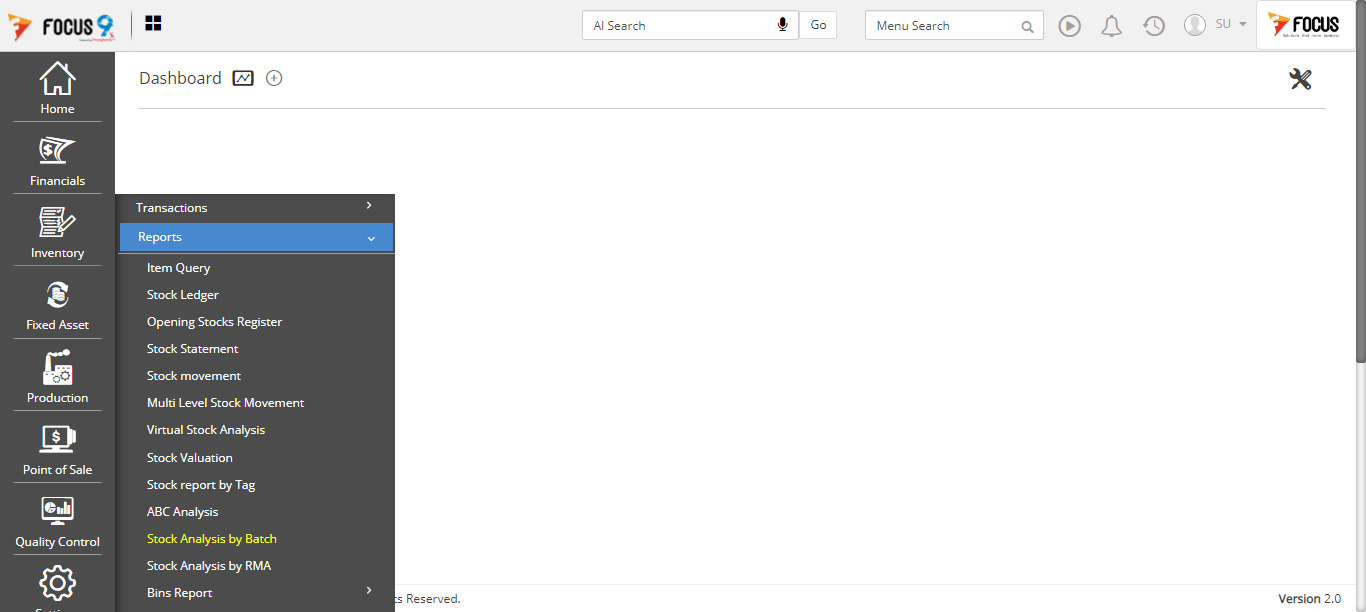 FOCUS 9
AI Search
Go
Menu Search
SU
FOCUS
Dashboard
Home
Financials
Inventory
Fixed Asset
Production
Point of Sale
Quality Control
Transactions
Reports
Item Query
Stock Ledger
Opening Stocks Register
Stock Statement
Stock movement
Multi Level Stock Movement
Virtual Stock Analysis
Stock Valuation
Stock report by Tag
ABC Analysis
Stock Analysis by Batch
Stock Analysis by RMA
Bins Report
ts Reserved.
Version 2.0